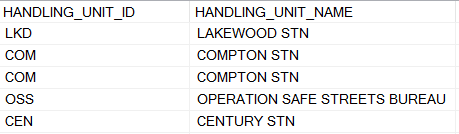 HANDLING_UNIT_ID HANDLING_UNIT_NAME
LKD LAKEWOOD STN
COM COMPTON STN
COM COMPTON STN
OSS OPERATION SAFE STREETS BUREAU
CEN CENTURY STN